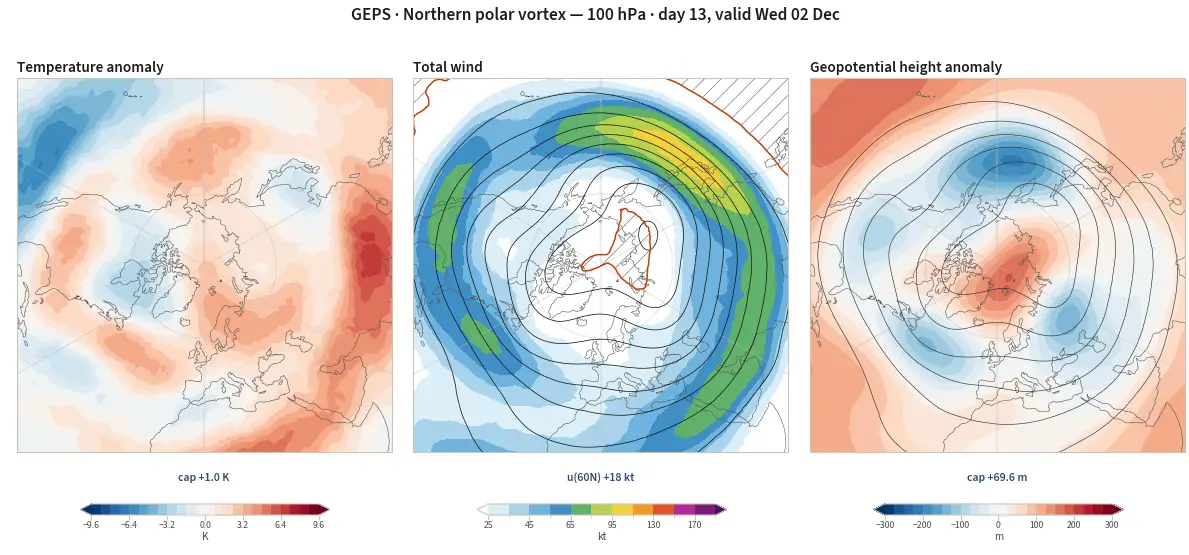 GEPS · Northern polar vortex — 100 hPa · day 13, valid Wed 02 Dec
Temperature anomaly
Total wind
Geopotential height anomaly
cap +1.0 K
u(60N) +18 kt
cap +69.6 m
−9.6 −6.4 −3.2 0.0 3.2 6.4 9.6
K
25 45 65 95 130 170
kt
−300 −200 −100 0 100 200 300
m